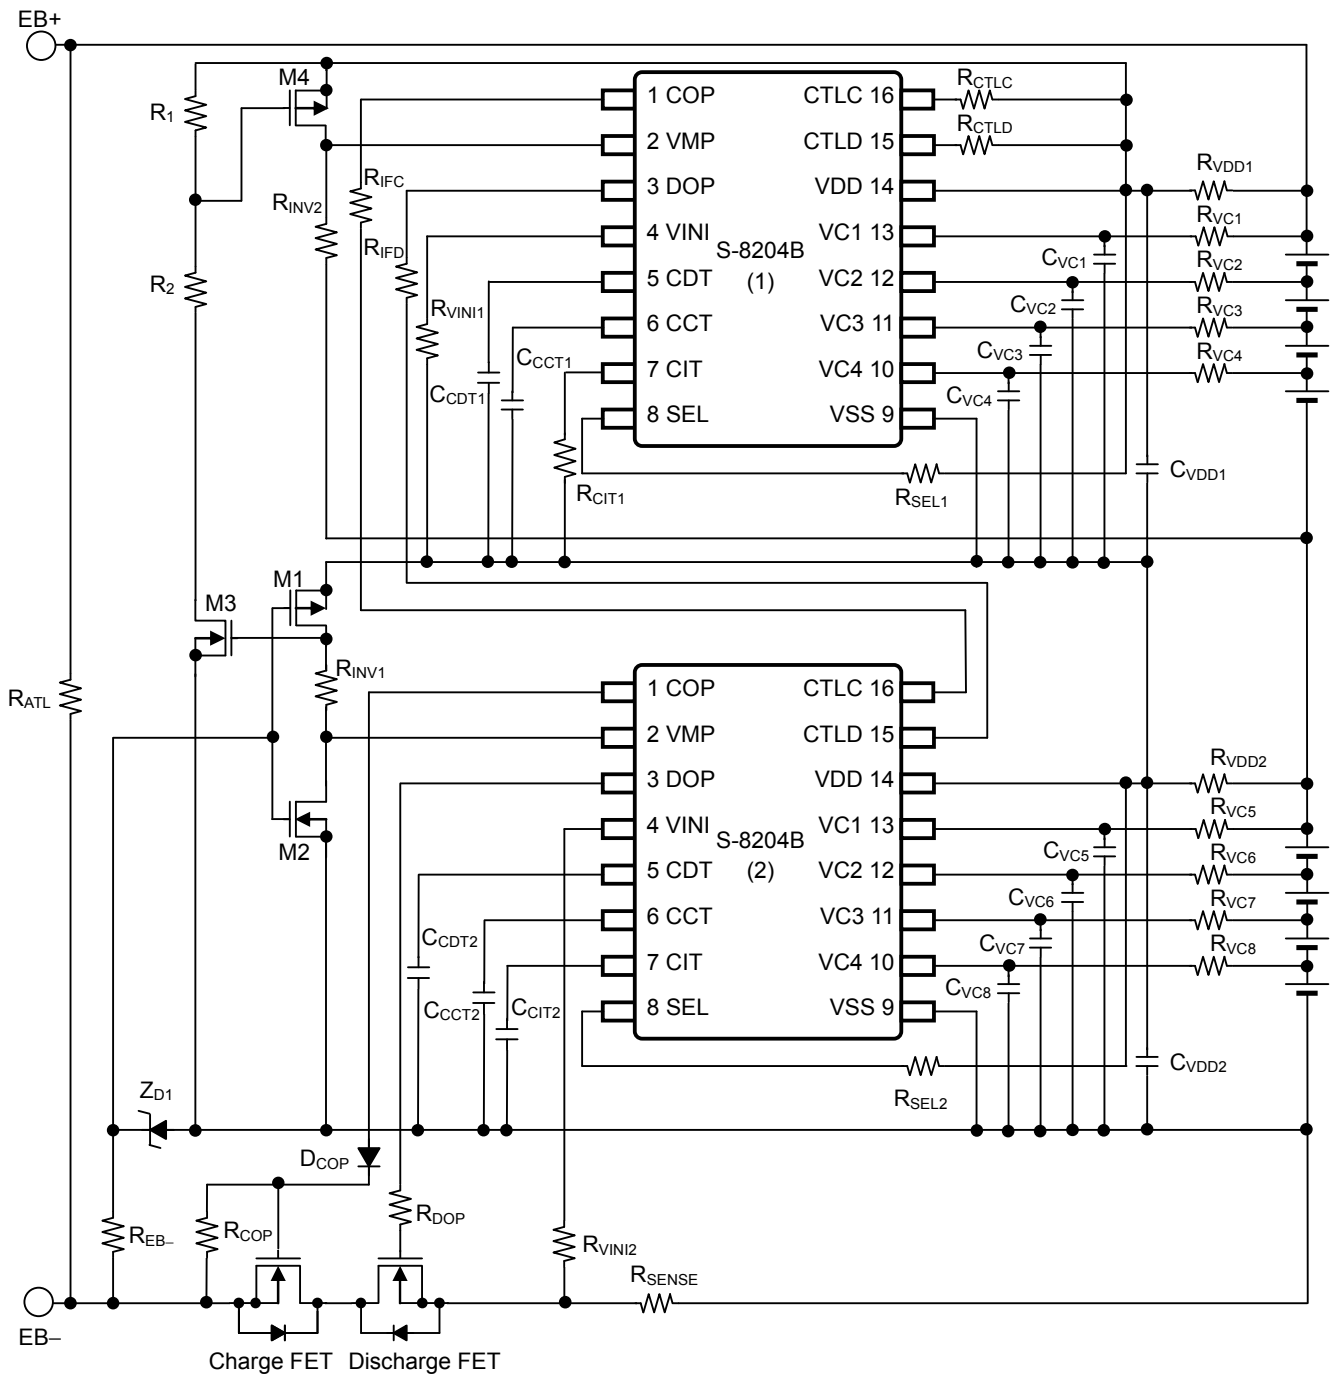 EB+
M4
R1
1 COP
CTLC 16
RCTLC
2 VMP
CTLD 15
RCTLD
RIFC
3 DOP
VDD 14
RVDD1
RINV2
RIFD
4 VINI
VC1 13
RVC1
S-8204B
(1)
CVC1
R2
5 CDT
VC2 12
RVC2
RVINI1
CVC2
6 CCT
VC3 11
RVC3
CCCT1
CVC3
7 CIT
VC4 10
RVC4
CCDT1
CVC4
8 SEL
VSS 9
RCIT1
RSEL1
CVDD1
M1
M3
RINV1
RATL
1 COP
CTLC 16
2 VMP
CTLD 15
3 DOP
VDD 14
RVDD2
4 VINI
VC1 13
RVC5
M2
S-8204B
(2)
CVC5
5 CDT
VC2 12
RVC6
CVC6
6 CCT
VC3 11
RVC7
CCDT2
CVC7
7 CIT
VC4 10
RVC8
CCCT2
CCIT2
CVC8
8 SEL
VSS 9
CVDD2
ZD1
RSEL2
DCOP
REB–
RCOP
RDOP
RVINI2
RSENSE
EB–
Charge FET
Discharge FET